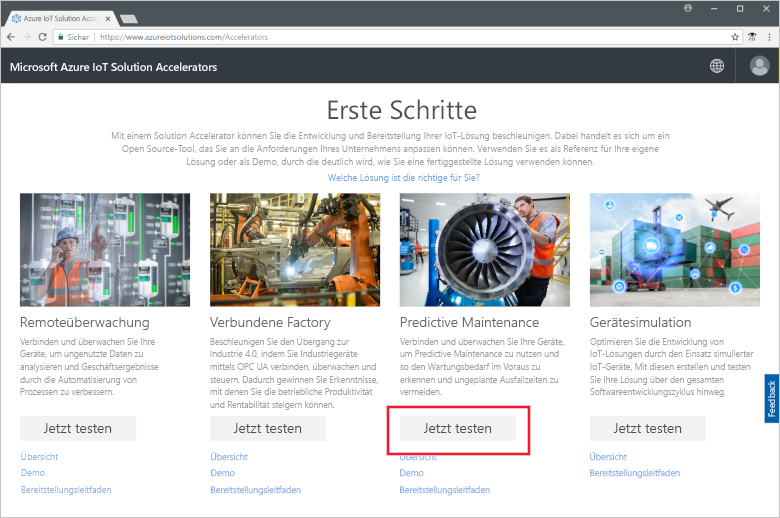 Azure IoT Solution Accel
Sicher
https://www.azureiotsolutions.com/Accelerators
Microsoft Azure IoT Solution Accelerators
Erste Schritte
Mit einem Solution Accelerator können Sie die Entwicklung und Bereitstellung Ihrer IoT-Lösung beschleunigen. Dabei handelt es sich um ein
Open Source-Tool, das Sie an die Anforderungen Ihres Unternehmens anpassen können. Verwenden Sie es als Referenz für Ihre eigene
Lösung oder als Demo, durch die deutlich wird, wie Sie eine fertiggestellte Lösung verwenden können.
Welche Lösung ist die richtige für Sie?
Remoteüberwachung
Verbinden und überwachen Sie Ihre
Geräte, um ungenutzte Daten zu
analysieren und Geschäftsergebnisse
durch die Automatisierung von
Prozessen zu verbessern.
Jetzt testen
Übersicht
Demo
Bereitstellungsleitfaden
Verbundene Factory
Beschleunigen Sie den Übergang zur
Industrie 4.0, indem Sie Industriegeräte
mittels OPC UA verbinden, überwachen und
steuern. Dadurch gewinnen Sie Erkenntnisse,
mit denen Sie die betriebliche Produktivität
und Rentabilität steigern können.
Jetzt testen
Übersicht
Demo
Bereitstellungsleitfaden
Predictive Maintenance
Verbinden und überwachen Sie Ihre Geräte,
um Predictive Maintenance zu nutzen und
so den Wartungsbedarf im Voraus zu
erkennen und ungeplante Ausfallzeiten zu
vermeiden.
Jetzt testen
Übersicht
Demo
Bereitstellungsleitfaden
Gerätesimulation
Optimieren Sie die Entwicklung von
IoT-Lösungen durch den Einsatz simulierter
IoT-Geräte. Mit diesen erstellen und testen
Sie Ihre Lösung über den gesamten
Softwareentwicklungszyklus hinweg.
Jetzt testen
Übersicht
Bereitstellungsleitfaden
Feedback